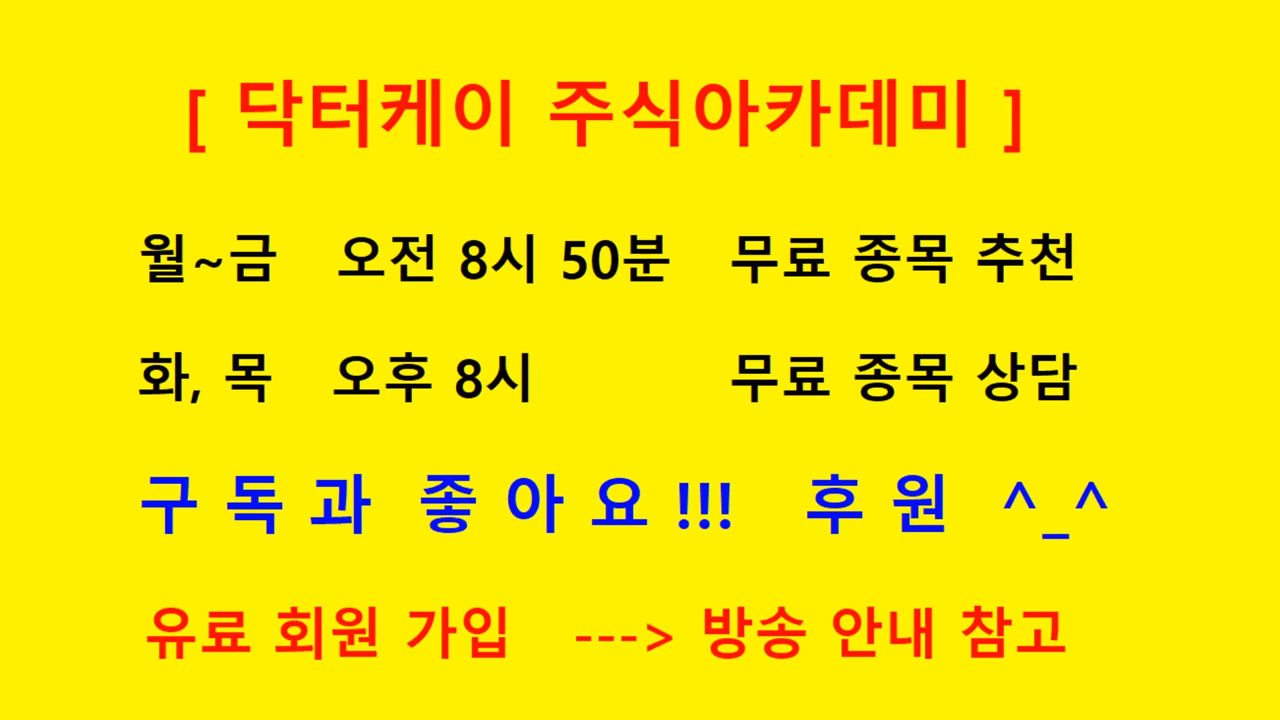 [ 닥터케이 주식아카데미 ]
월~금 오전 8시 50분 무료 종목 추천
화, 목 오후 8시 무료 종목 상담
구 독 과 좋 아 요 !!! 후 원 ^_^
유료 회원 가입 ---> 방송 안내 참고